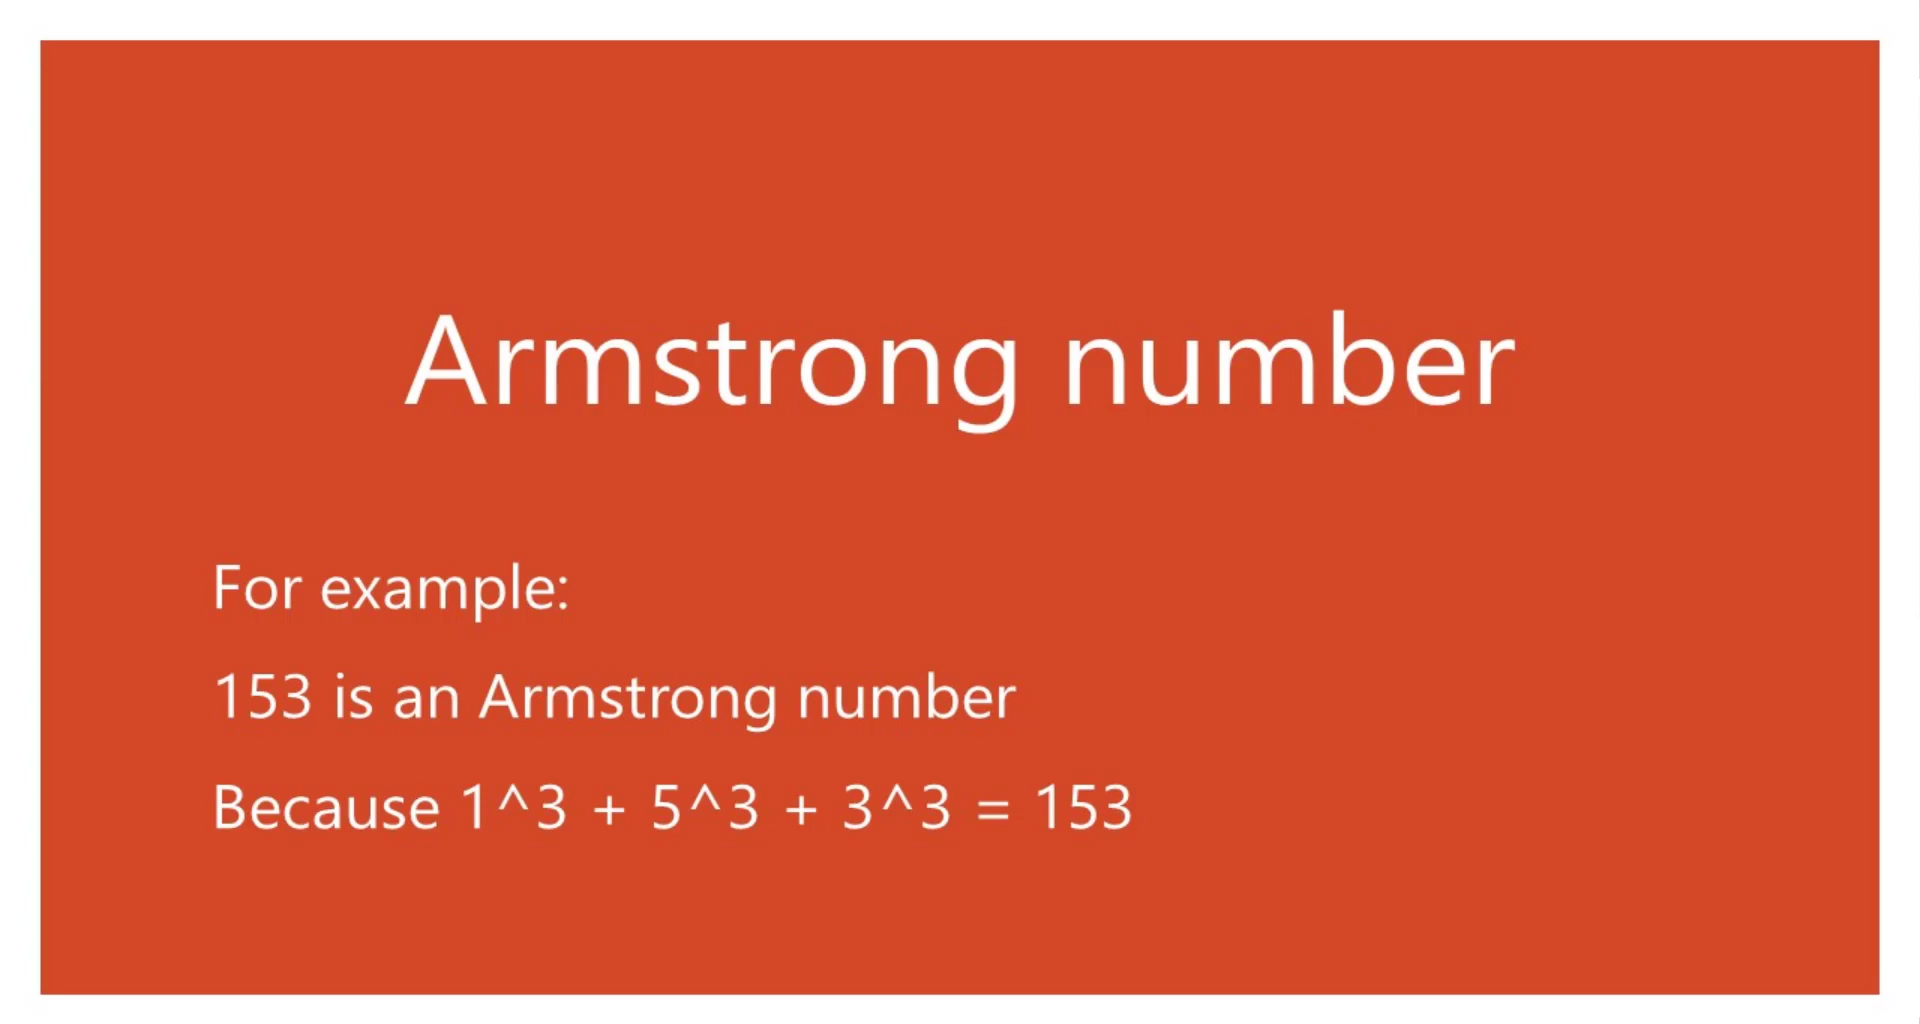 Armstrong number
For example:
153 is an Armstrong number
Because 1^3 + 5^3 + 3^3 = 153